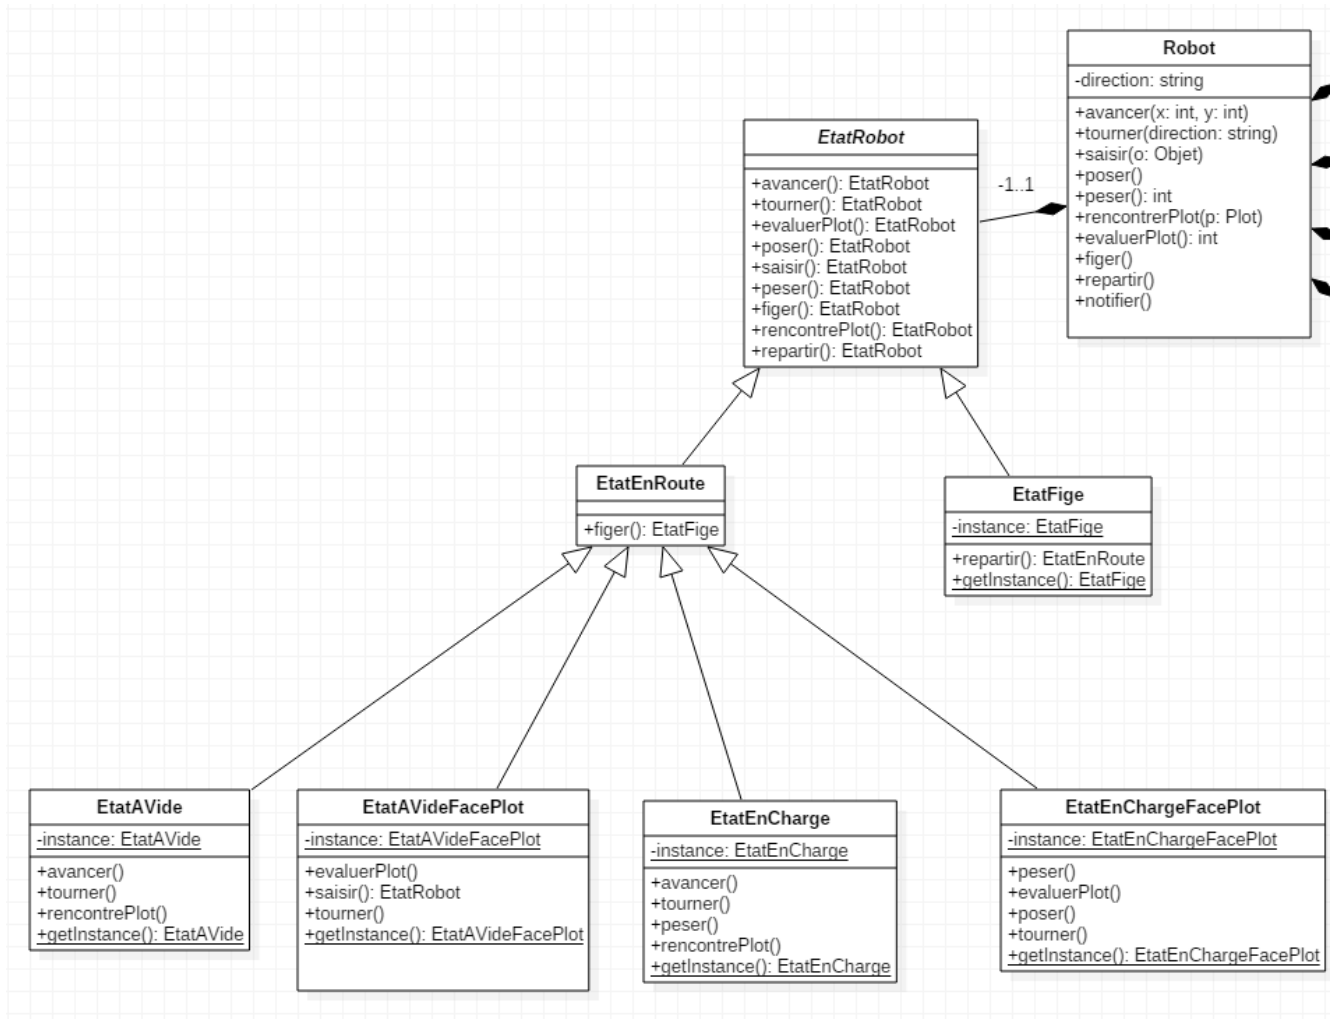 Robot
-direction: string
+avancer(x: int, y: int)
+tourner(direction: string)
+saisir(o: Objet)
+poser()
+peser(): int
+rencontrerPlot(p: Plot)
+evaluerPlot(): int
+figer()
+repartir()
+notifier()
-1..1
EtatRobot
+avancer(): EtatRobot
+tourner(): EtatRobot
+evaluerPlot(): EtatRobot
+poser(): EtatRobot
+saisir(): EtatRobot
+peser(): EtatRobot
+figer(): EtatRobot
+rencontrePlot(): EtatRobot
+repartir(): EtatRobot
EtatEnRoute
+figer(): EtatFige
EtatFige
-instance: EtatFige
+repartir(): EtatEnRoute
+getInstance(): EtatFige
EtatAVide
-instance: EtatAVide
+avancer()
+tourner()
+rencontrePlot()
+getInstance(): EtatAVide
EtatAVideFacePlot
-instance: EtatAVideFacePlot
+evaluerPlot()
+saisir(): EtatRobot
+tourner()
+getInstance(): EtatAVideFacePlot
EtatEnCharge
-instance: EtatEnCharge
+avancer()
+tourner()
+peser()
+rencontrePlot()
+getInstance(): EtatEnCharge
EtatEnChargeFacePlot
-instance: EtatEnChargeFacePlot
+peser()
+evaluerPlot()
+poser()
+tourner()
+getInstance(): EtatEnChargeFacePlot